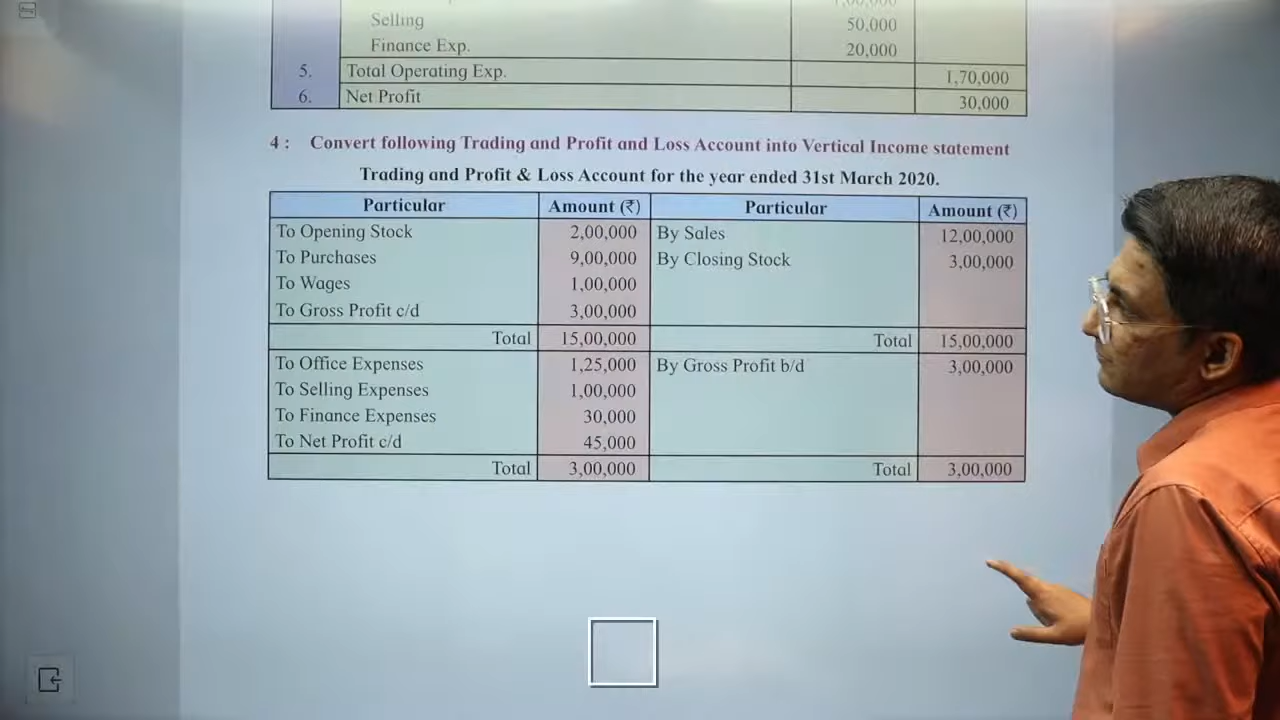 Selling 50,000
Finance Exp. 20,000
5. Total Operating Exp. 1,70,000
6. Net Profit 30,000
4 : Convert following Trading and Profit and Loss Account into Vertical Income statement
Trading and Profit & Loss Account for the year ended 31st March 2020.
Particular Amount (₹) Particular Amount (₹)
To Opening Stock 2,00,000 By Sales 12,00,000
To Purchases 9,00,000 By Closing Stock 3,00,000
To Wages 1,00,000
To Gross Profit c/d 3,00,000
Total 15,00,000 Total 15,00,000
To Office Expenses 1,25,000 By Gross Profit b/d 3,00,000
To Selling Expenses 1,00,000
To Finance Expenses 30,000
To Net Profit c/d 45,000
Total 3,00,000 Total 3,00,000